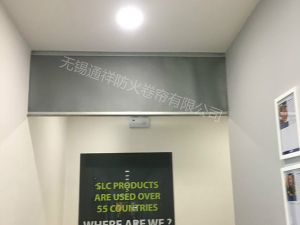 无锡通祥防火卷帘有限公司
SLC PRODUCTS
ARE USED OVER
55 COUNTRIES
WHERE ARE WE ?